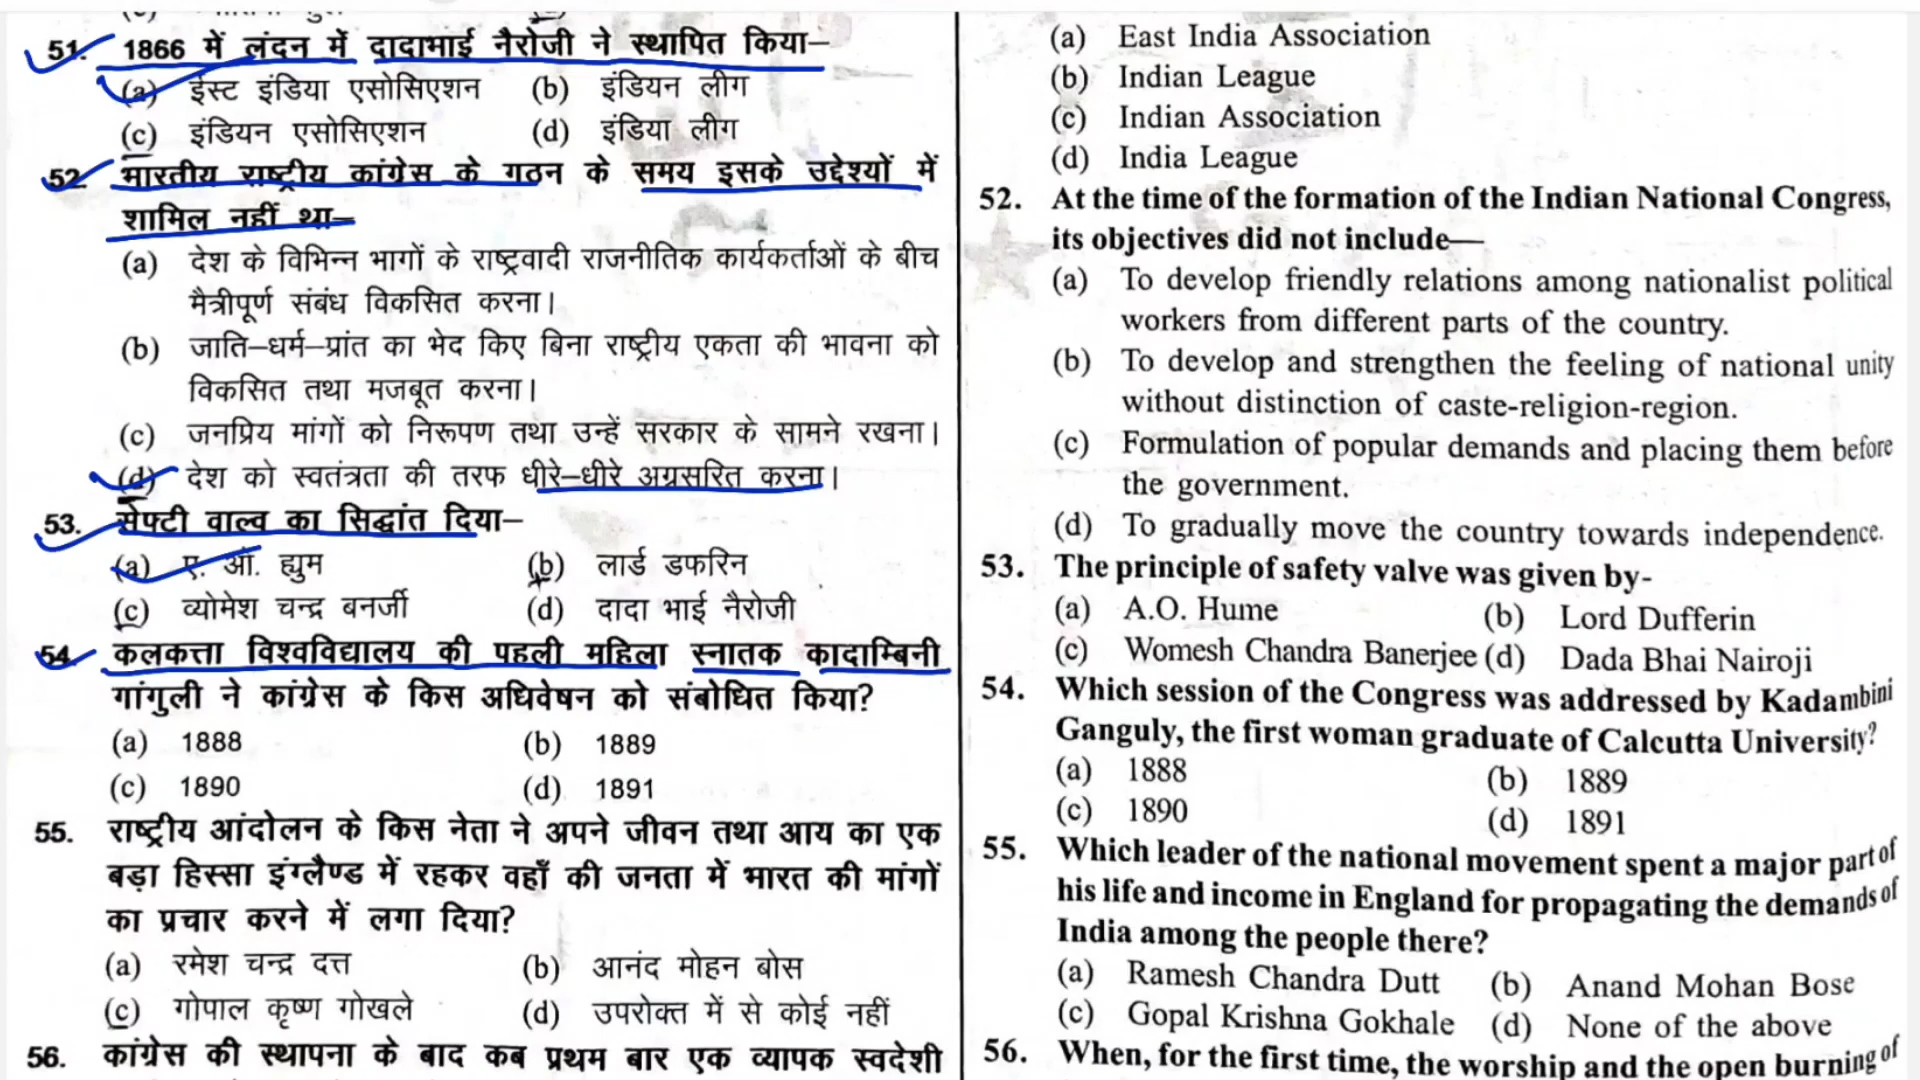 51. 1866 में लंदन में दादाभाई नैरोजी ने स्थापित किया–
(a) ईस्ट इंडिया एसोसिएशन (b) इंडियन लीग
(c) इंडियन एसोसिएशन (d) इंडिया लीग
52. भारतीय राष्ट्रीय कांग्रेस के गठन के समय इसके उद्देश्यों में
शामिल नहीं था–
(a) देश के विभिन्न भागों के राष्ट्रवादी राजनीतिक कार्यकर्ताओं के बीच
मैत्रीपूर्ण संबंध विकसित करना।
(b) जाति–धर्म–प्रांत का भेद किए बिना राष्ट्रीय एकता की भावना को
विकसित तथा मजबूत करना।
(c) जनप्रिय मांगों को निरूपण तथा उन्हें सरकार के सामने रखना।
(d) देश को स्वतंत्रता की तरफ धीरे–धीरे अग्रसरित करना।
53. सेफ्टी वाल्व का सिद्धांत दिया–
(a) ए. ओ. ह्युम (b) लार्ड डफरिन
(c) व्योमेश चन्द्र बनर्जी (d) दादा भाई नैरोजी
54. कलकत्ता विश्वविद्यालय की पहली महिला स्नातक कादाम्बिनी
गांगुली ने कांग्रेस के किस अधिवेषन को संबोधित किया?
(a) 1888 (b) 1889
(c) 1890 (d) 1891
55. राष्ट्रीय आंदोलन के किस नेता ने अपने जीवन तथा आय का एक
बड़ा हिस्सा इंग्लैण्ड में रहकर वहाँ की जनता में भारत की मांगों
का प्रचार करने में लगा दिया?
(a) रमेश चन्द्र दत्त (b) आनंद मोहन बोस
(c) गोपाल कृष्ण गोखले (d) उपरोक्त में से कोई नहीं
56. कांग्रेस की स्थापना के बाद कब प्रथम बार एक व्यापक स्वदेशी
(a) East India Association
(b) Indian League
(c) Indian Association
(d) India League
52. At the time of the formation of the Indian National Congress,
its objectives did not include—
(a) To develop friendly relations among nationalist political
workers from different parts of the country.
(b) To develop and strengthen the feeling of national unity
without distinction of caste-religion-region.
(c) Formulation of popular demands and placing them before
the government.
(d) To gradually move the country towards independence.
53. The principle of safety valve was given by-
(a) A.O. Hume (b) Lord Dufferin
(c) Womesh Chandra Banerjee (d) Dada Bhai Nairoji
54. Which session of the Congress was addressed by Kadambini
Ganguly, the first woman graduate of Calcutta University?
(a) 1888 (b) 1889
(c) 1890 (d) 1891
55. Which leader of the national movement spent a major part of
his life and income in England for propagating the demands of
India among the people there?
(a) Ramesh Chandra Dutt (b) Anand Mohan Bose
(c) Gopal Krishna Gokhale (d) None of the above
56. When, for the first time, the worship and the open burning of